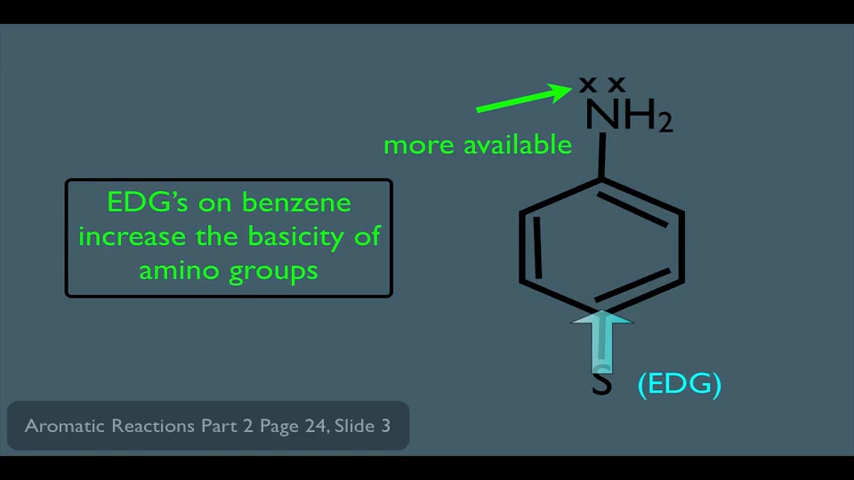 x x
NH₂
more available
EDG's on benzene
increase the basicity of
amino groups
S (EDG)
Aromatic Reactions Part 2 Page 24, Slide 3